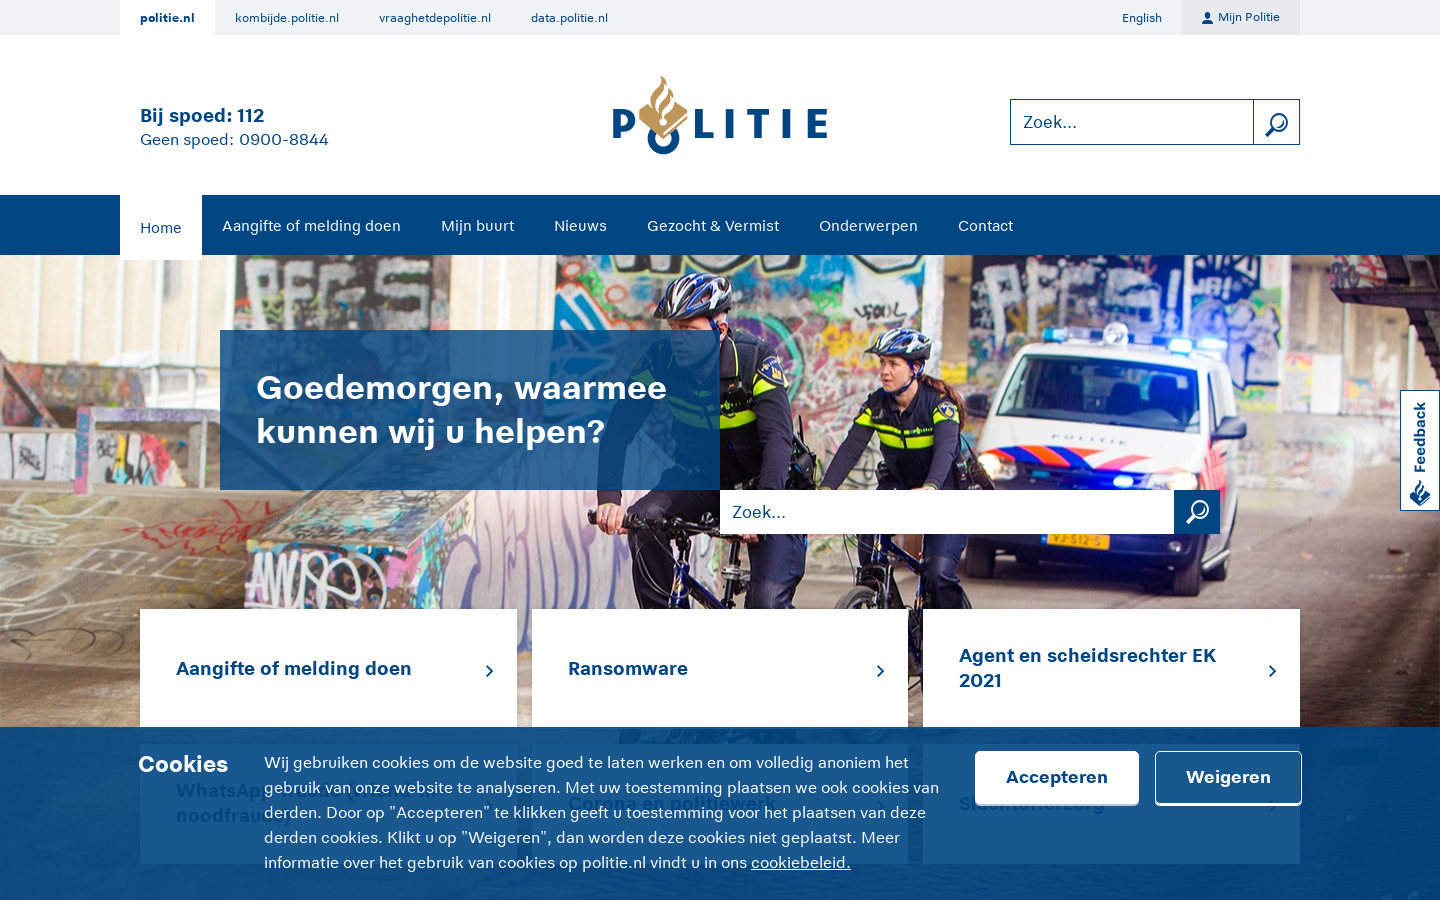 politie.nl kombijde.politie.nl vraaghetdepolitie.nl data.politie.nl English Mijn Politie
Bij spoed: 112
Geen spoed: 0900-8844
POLITIE
Zoek...
Home Aangifte of melding doen Mijn buurt Nieuws Gezocht & Vermist Onderwerpen Contact
Goedemorgen, waarmee
kunnen wij u helpen?
Zoek...
POLITIE
Feedback
Aangifte of melding doen
Ransomware
Agent en scheidsrechter EK
2021
Corona en politiewerk
Cookies
Wij gebruiken cookies om de website goed te laten werken en om volledig anoniem het
gebruik van onze website te analyseren. Met uw toestemming plaatsen we ook cookies van
derden. Door op "Accepteren" te klikken geeft u toestemming voor het plaatsen van deze
derden cookies. Klikt u op "Weigeren", dan worden deze cookies niet geplaatst. Meer
informatie over het gebruik van cookies op politie.nl vindt u in ons cookiebeleid.
Accepteren
Weigeren